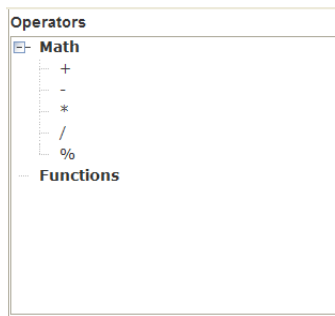 Operators
Math
+
-
*
/
%
Functions